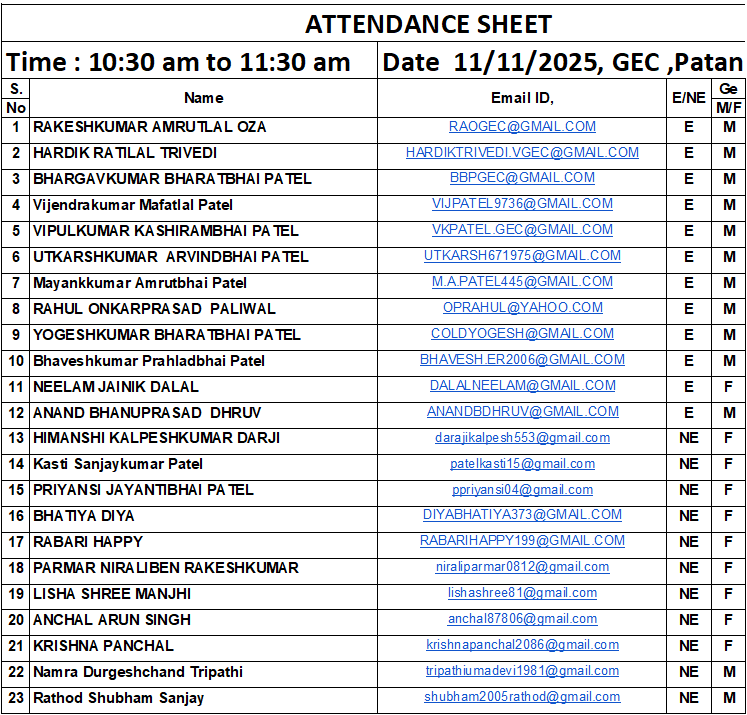 ATTENDANCE SHEET
Time : 10:30 am to 11:30 am Date 11/11/2025, GEC ,Patan
S. No Name Email ID, E/NE Ge M/F
1 RAKESHKUMAR AMRUTLAL OZA RAOGEC@GMAIL.COM E M
2 HARDIK RATILAL TRIVEDI HARDIKTRIVEDI.VGEC@GMAIL.COM E M
3 BHARGAVKUMAR BHARATBHAI PATEL BBPGEC@GMAIL.COM E M
4 Vijendrakumar Mafatlal Patel VIJPATEL9736@GMAIL.COM E M
5 VIPULKUMAR KASHIRAMBHAI PATEL VKPATEL.GEC@GMAIL.COM E M
6 UTKARSHKUMAR ARVINDBHAI PATEL UTKARSH671975@GMAIL.COM E M
7 Mayankkumar Amrutbhai Patel M.A.PATEL445@GMAIL.COM E M
8 RAHUL ONKARPRASAD PALIWAL OPRAHUL@YAHOO.COM E M
9 YOGESHKUMAR BHARATBHAI PATEL COLDYOGESH@GMAIL.COM E M
10 Bhaveshkumar Prahladbhai Patel BHAVESH.ER2006@GMAIL.COM E M
11 NEELAM JAINIK DALAL DALALNEELAM@GMAIL.COM E F
12 ANAND BHANUPRASAD DHRUV ANANDBDHRUV@GMAIL.COM E M
13 HIMANSHI KALPESHKUMAR DARJI darajikalpesh553@gmail.com NE F
14 Kasti Sanjaykumar Patel patelkasti15@gmail.com NE F
15 PRIYANSI JAYANTIBHAI PATEL ppriyansi04@gmail.com NE F
16 BHATIYA DIYA DIYABHATIYA373@GMAIL.COM NE F
17 RABARI HAPPY RABARIHAPPY199@GMAIL.COM NE F
18 PARMAR NIRALIBEN RAKESHKUMAR niraliparmar0812@gmail.com NE F
19 LISHA SHREE MANJHI lishashree81@gmail.com NE F
20 ANCHAL ARUN SINGH anchal87806@gmail.com NE F
21 KRISHNA PANCHAL krishnapanchal2086@gmail.com NE F
22 Namra Durgeshchand Tripathi tripathiumadevi1981@gmail.com NE M
23 Rathod Shubham Sanjay shubham2005rathod@gmail.com NE M